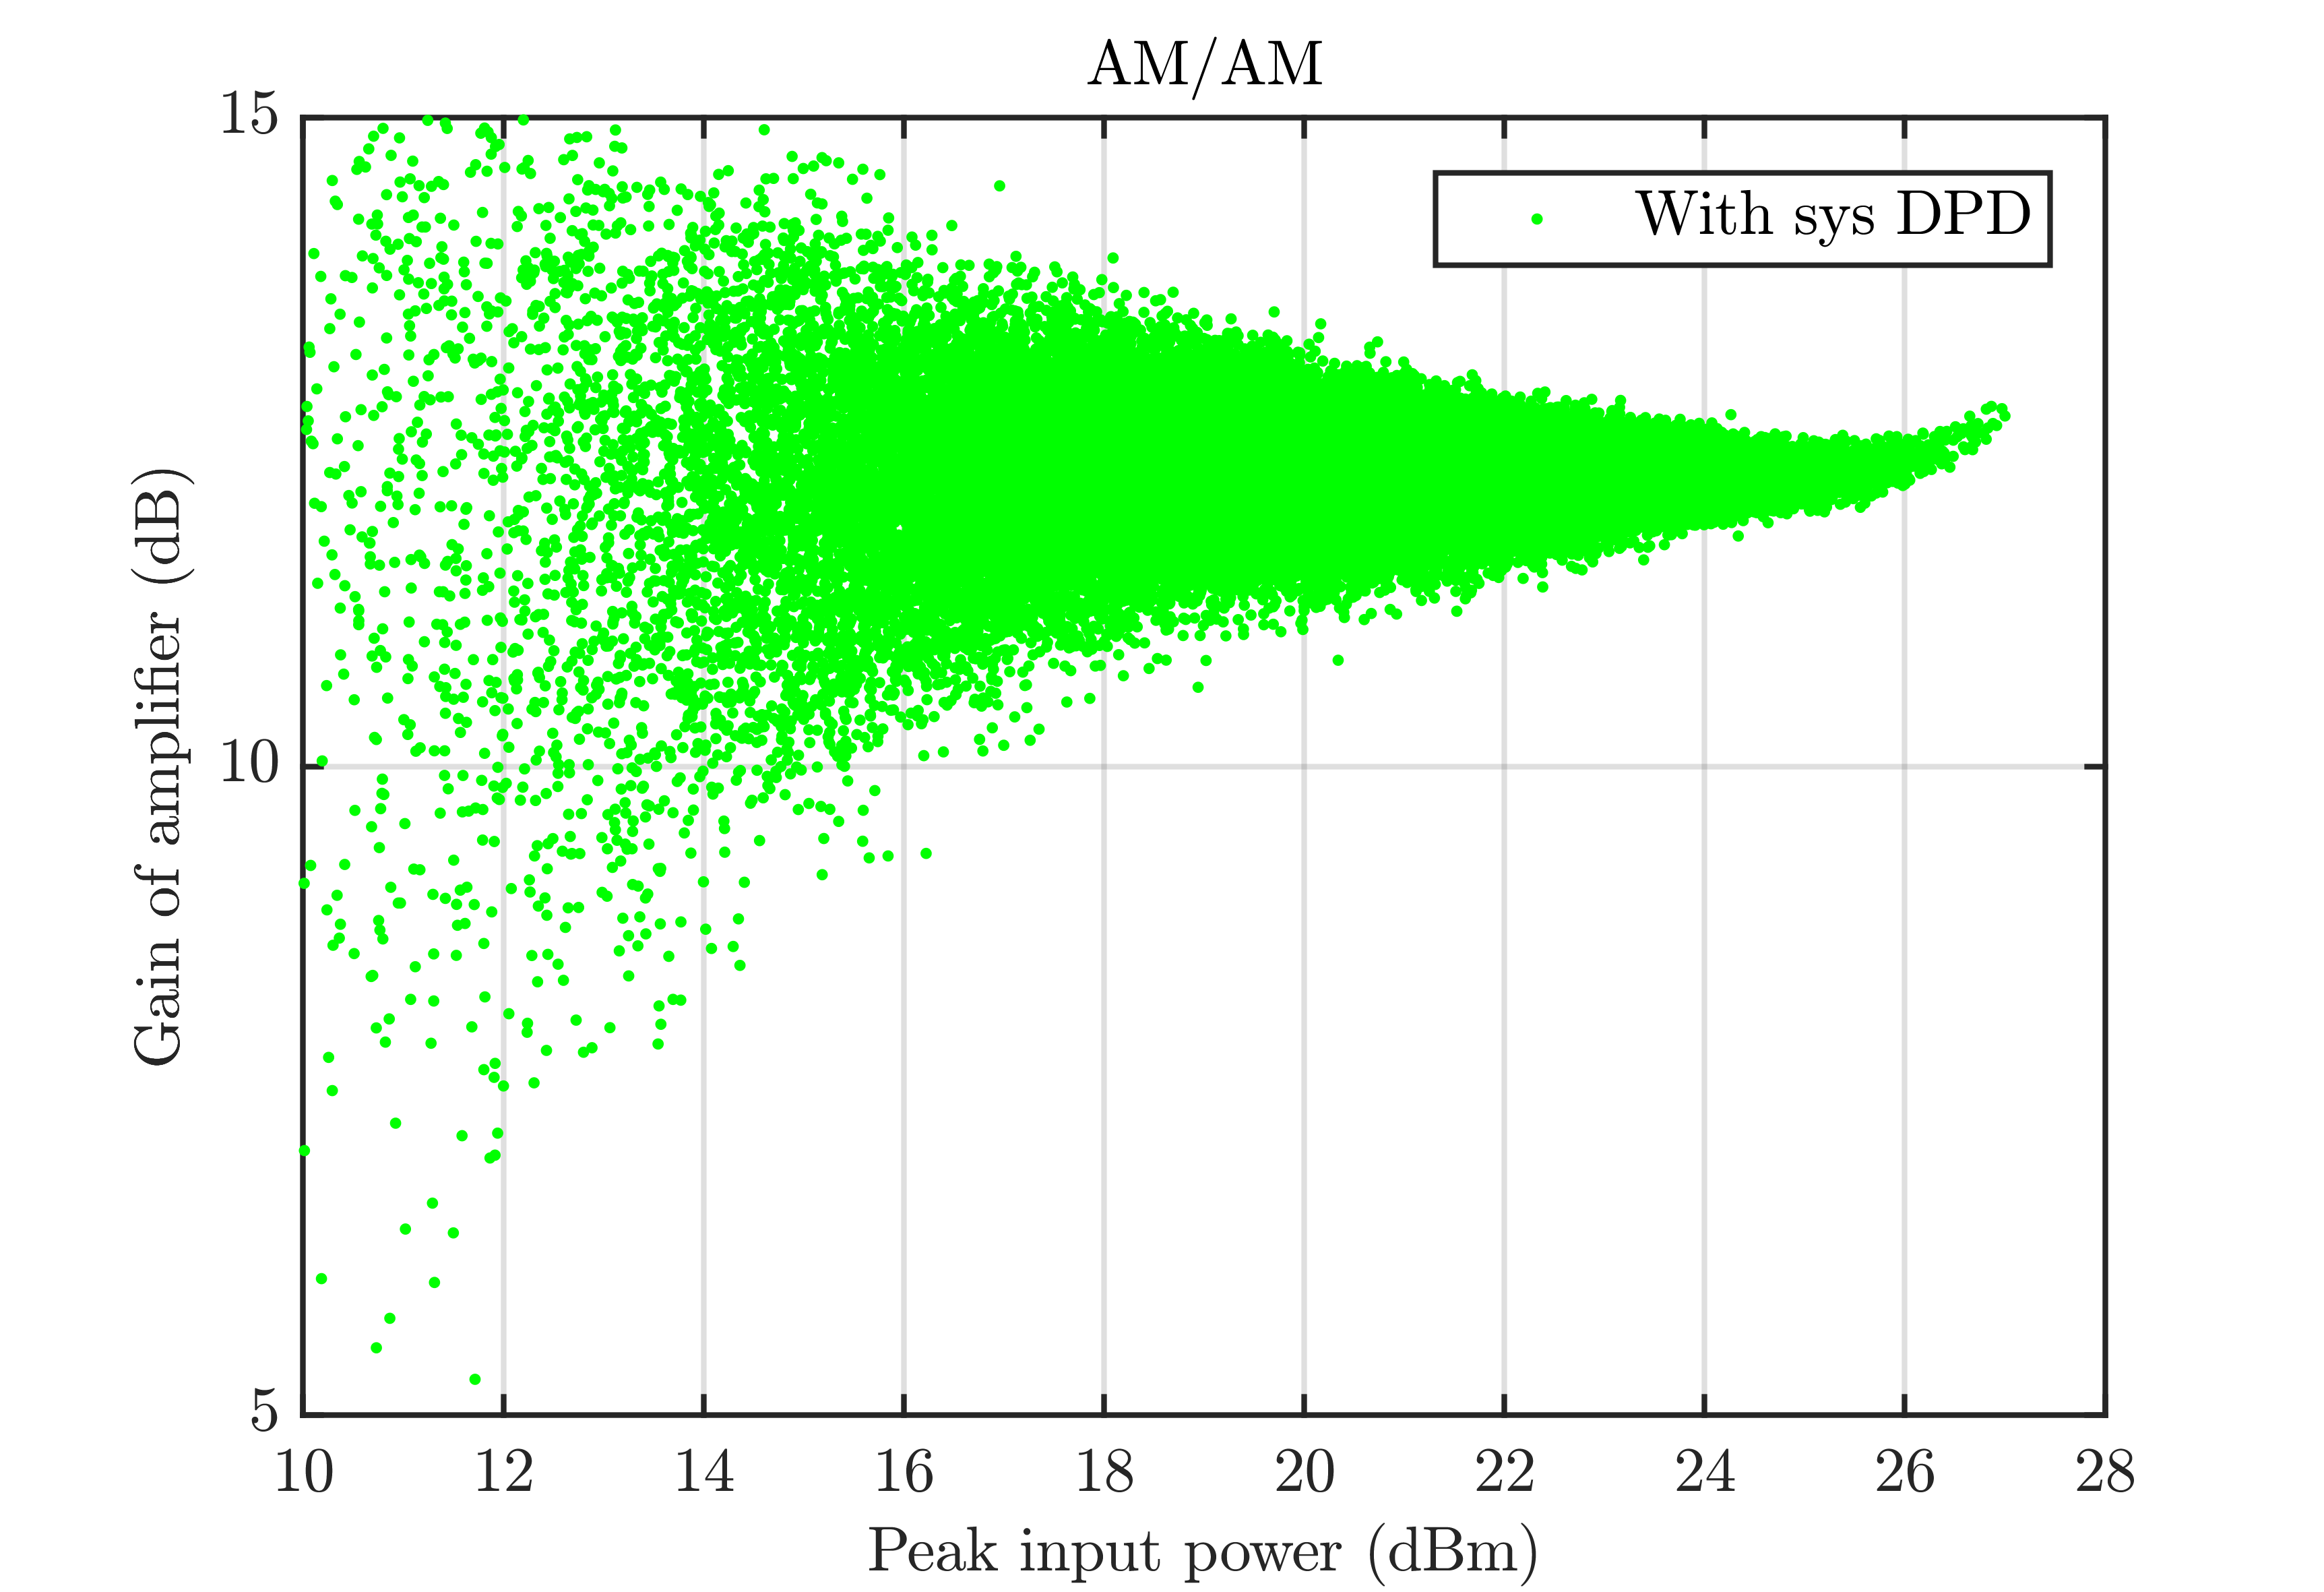 AM/AM
15
With sys DPD
Gain of amplifier (dB)
10
5
10 12 14 16 18 20 22 24 26 28
Peak input power (dBm)